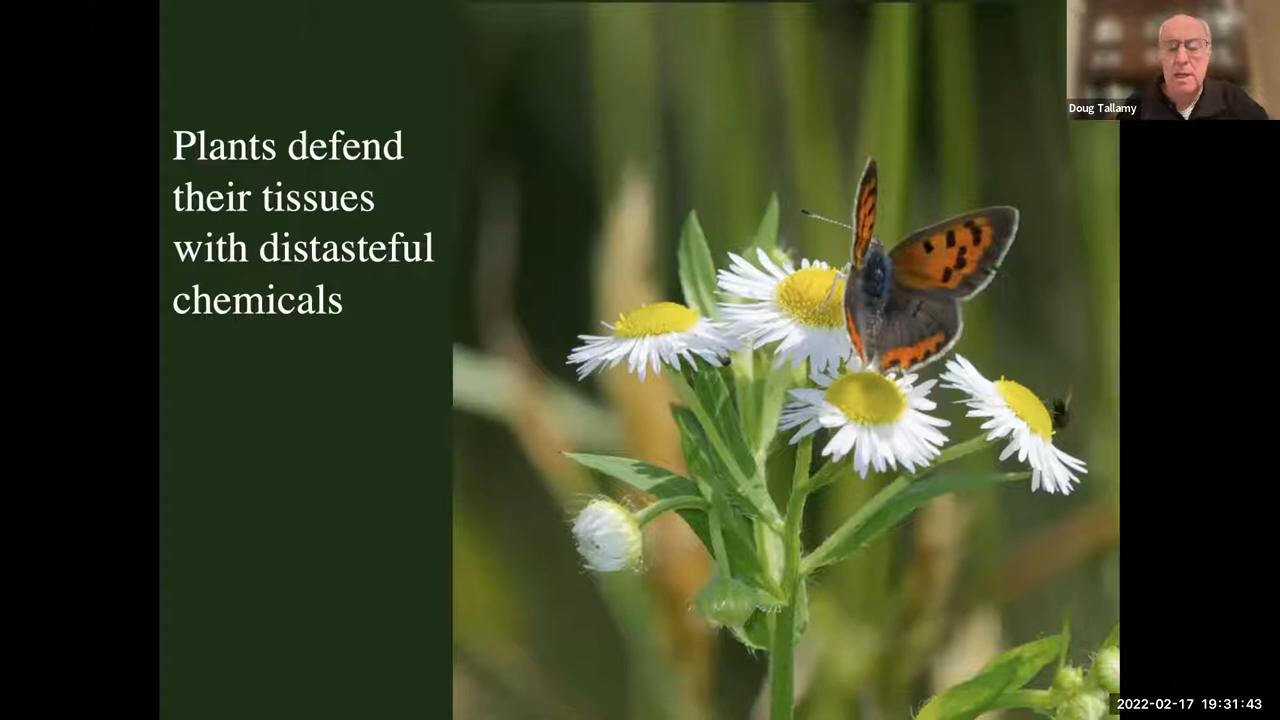 Plants defend
their tissues
with distasteful
chemicals
Doug Tallamy
2022-02-17 19:31:43